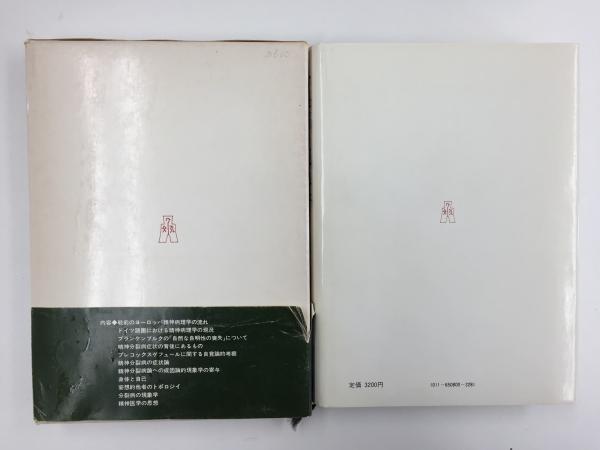 3600
内容◆戦前のヨーロッパ精神病理学の流れ
ドイツ語圏における精神病理学の現況
ブランケンブルクの「自然な自明性の喪失」について
精神分裂病症状の背後にあるもの
プレコックスゲフュールに関する自覚論的考察
精神分裂病の症状論
精神分裂病論への成因論的現象学の寄与
身体と自己
妄想的他者のトポロジイ
分裂病の現象学
精神医学の思想
定価 3200円